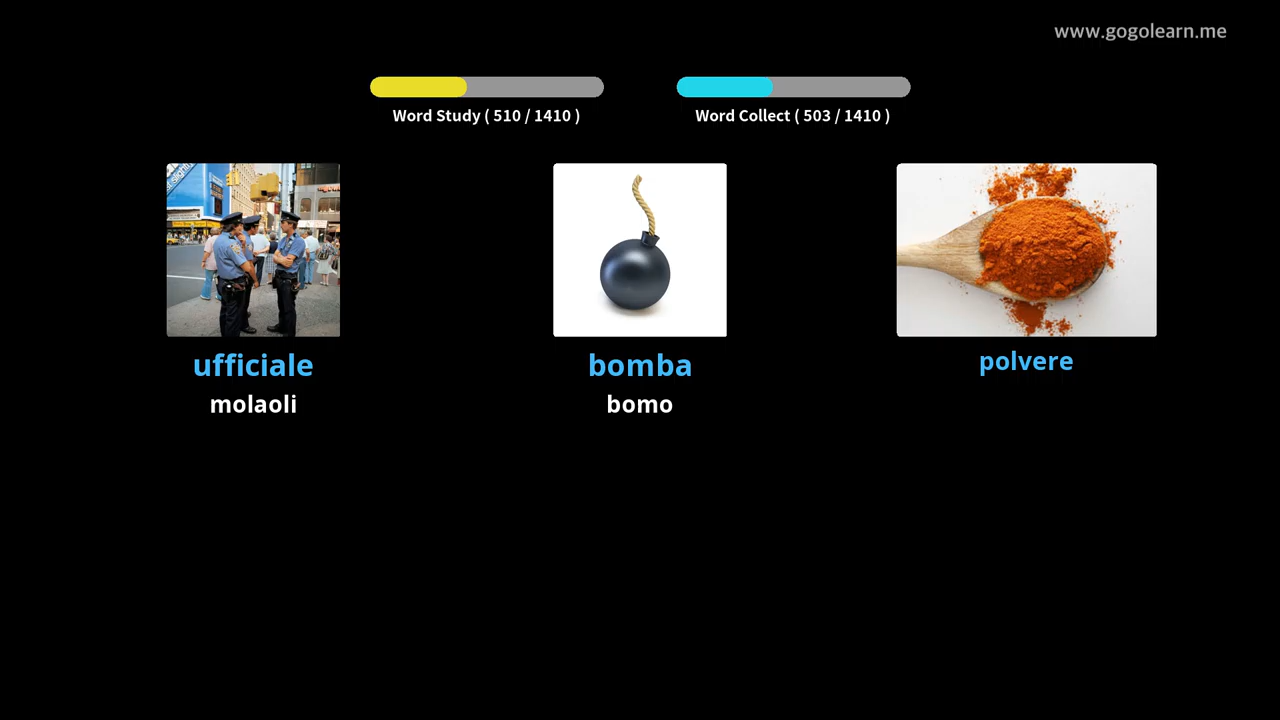 www.gogolearn.me
Word Study ( 510 / 1410 )
Word Collect ( 503 / 1410 )
ufficiale
molaoli
bomba
bomo
polvere